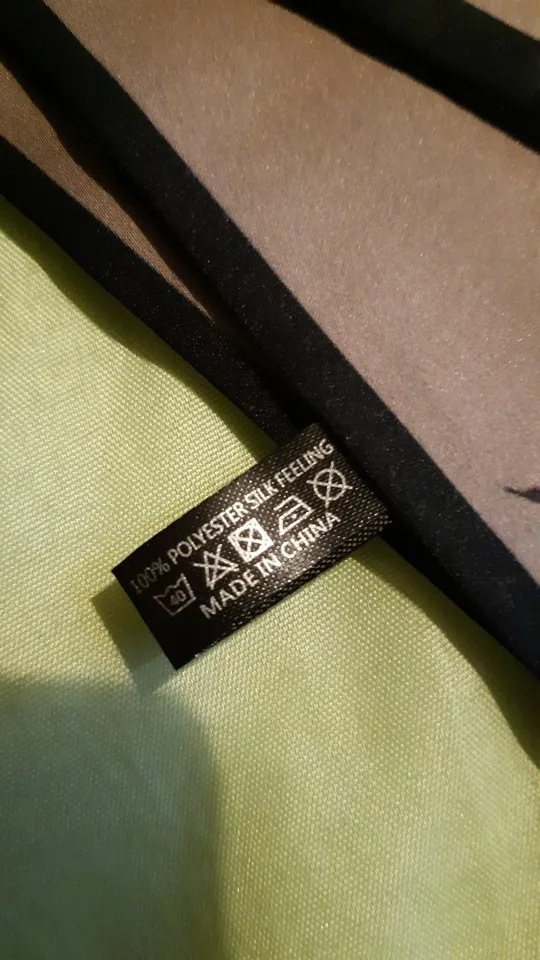 100% POLYESTER SILK FEELING
40
MADE IN CHINA